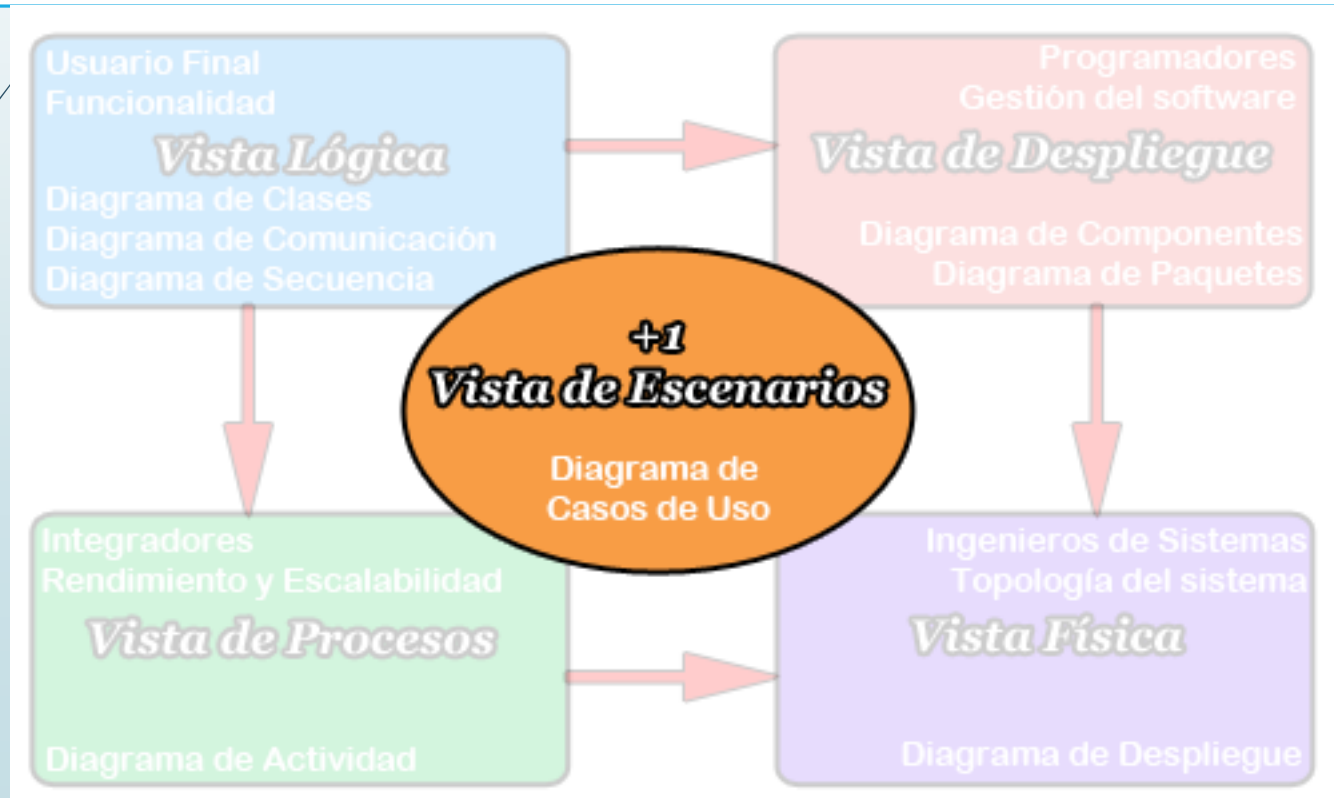 Usuario Final
Funcionalidad
Vista Lógica
Diagrama de Clases
Diagrama de Comunicación
Diagrama de Secuencia
Programadores
Gestión del software
Vista de Despliegue
Diagrama de Componentes
Diagrama de Paquetes
+1
Vista de Escenarios
Diagrama de
Casos de Uso
Integradores
Rendimiento y Escalabilidad
Vista de Procesos
Diagrama de Actividad
Ingenieros de Sistemas
Topología del sistema
Vista Física
Diagrama de Despliegue